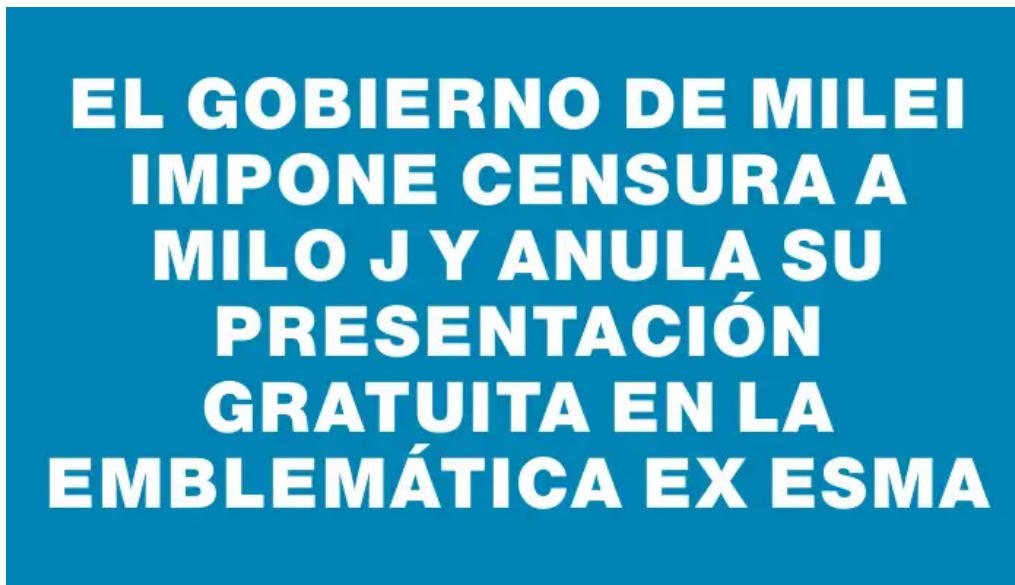 EL GOBIERNO DE MILEI
IMPONE CENSURA A
MILO J Y ANULA SU
PRESENTACIÓN
GRATUITA EN LA
EMBLEMÁTICA EX ESMA